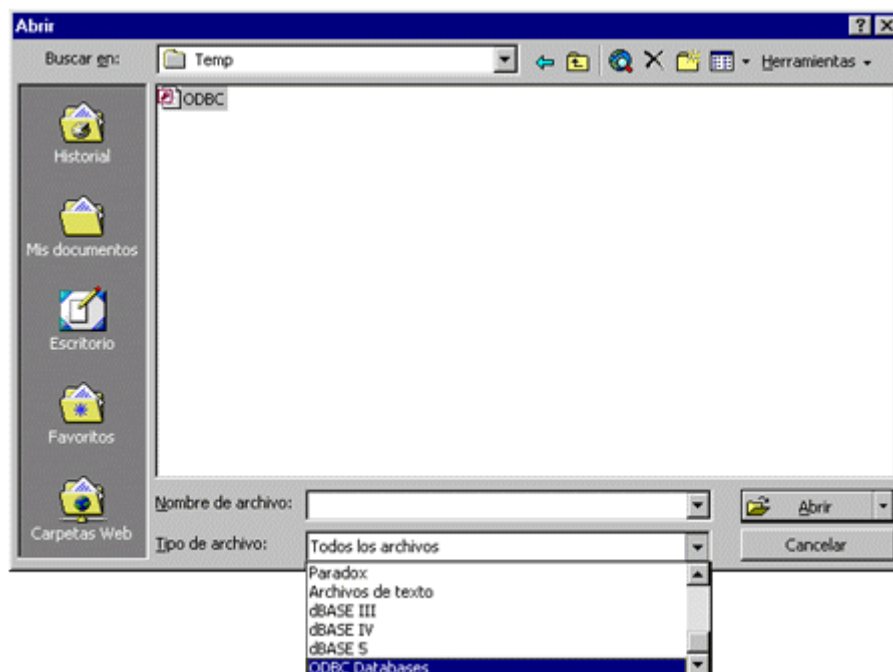 Abrir
Buscar en: Temp Herramientas
ODBC
Historial
Mis documentos
Escritorio
Favoritos
Carpetas Web
Nombre de archivo: Abrir
Tipo de archivo: Todos los archivos Cancelar
Paradox
Archivos de texto
dBASE III
dBASE IV
dBASE 5
ODBC Databases